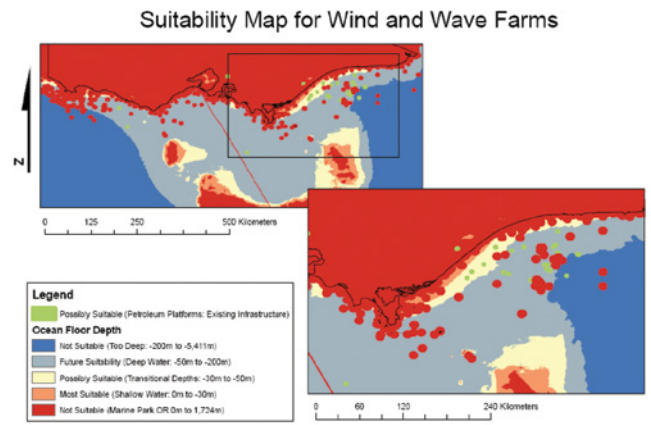 Suitability Map for Wind and Wave Farms
N
0 125 250 500 Kilometers
Legend
Possibly Suitable (Petroleum Platforms: Existing Infrastructure)
Ocean Floor Depth
Not Suitable (Too Deep: -200m to -5,411m)
Future Suitability (Deep Water: -50m to -200m)
Possibly Suitable (Transitional Depths: -30m to -50m)
Most Suitable (Shallow Water: 0m to -30m)
Not Suitable (Marine Park OR 0m to 1,724m)
0 60 120 240 Kilometers